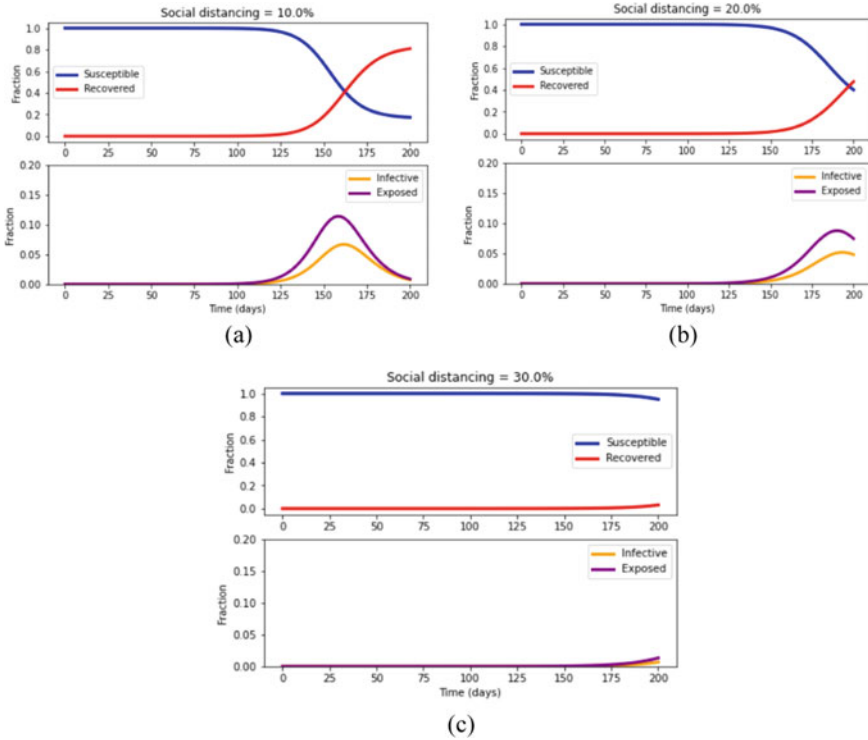 Social distancing = 10.0%
Fraction
1.0
0.8
0.6
0.4
0.2
0.0
Susceptible
Recovered
0 25 50 75 100 125 150 175 200
Fraction
0.20
0.15
0.10
0.05
0.00
Infective
Exposed
0 25 50 75 100 125 150 175 200
Time (days)
(a)
Social distancing = 20.0%
Fraction
1.0
0.8
0.6
0.4
0.2
0.0
Susceptible
Recovered
0 25 50 75 100 125 150 175 200
Fraction
0.20
0.15
0.10
0.05
0.00
Infective
Exposed
0 25 50 75 100 125 150 175 200
Time (days)
(b)
Social distancing = 30.0%
Fraction
1.0
0.8
0.6
0.4
0.2
0.0
Susceptible
Recovered
0 25 50 75 100 125 150 175 200
Fraction
0.20
0.15
0.10
0.05
0.00
Infective
Exposed
0 25 50 75 100 125 150 175 200
Time (days)
(c)